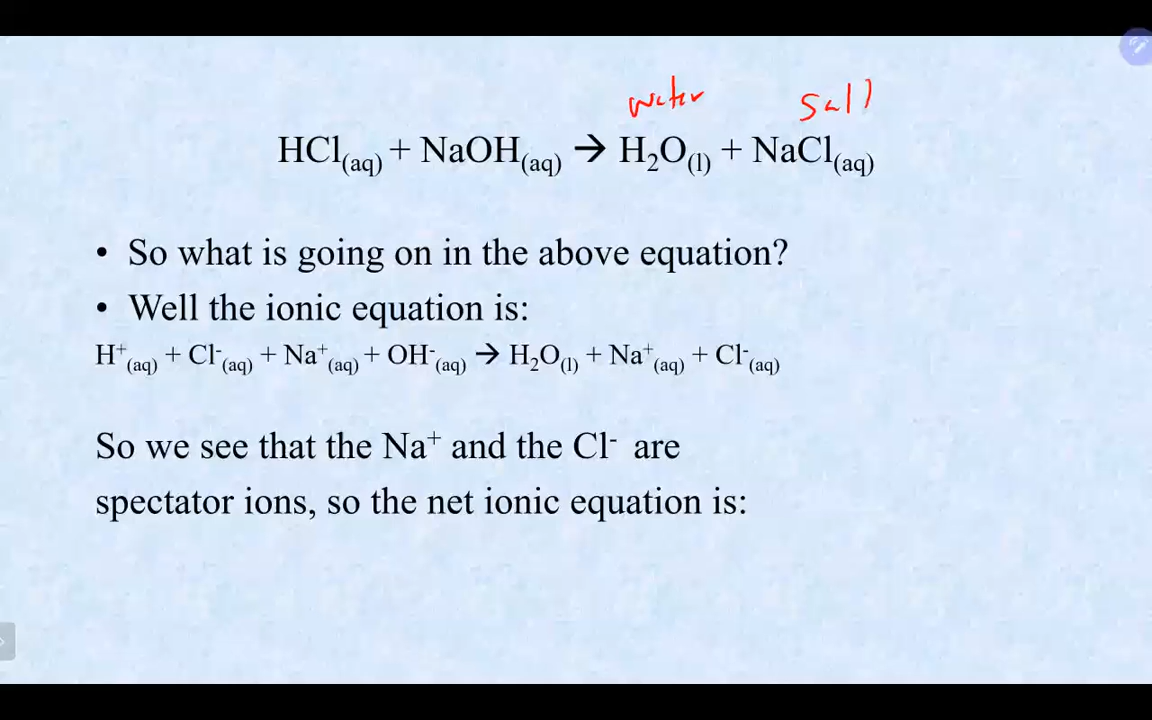 water salt
HCl(aq) + NaOH(aq) → H₂O(l) + NaCl(aq)
• So what is going on in the above equation?
• Well the ionic equation is:
H⁺(aq) + Cl⁻(aq) + Na⁺(aq) + OH⁻(aq) → H₂O(l) + Na⁺(aq) + Cl⁻(aq)
So we see that the Na⁺ and the Cl⁻ are
spectator ions, so the net ionic equation is: